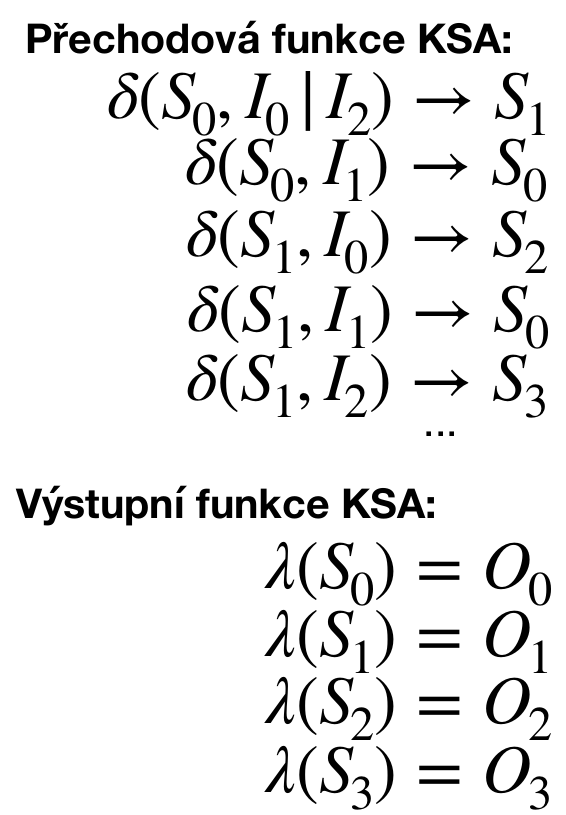 Přechodová funkce KSA:
δ(S₀, I₀ | I₂) → S₁
δ(S₀, I₁) → S₀
δ(S₁, I₀) → S₂
δ(S₁, I₁) → S₀
δ(S₁, I₂) → S₃
...
Výstupní funkce KSA:
λ(S₀) = O₀
λ(S₁) = O₁
λ(S₂) = O₂
λ(S₃) = O₃